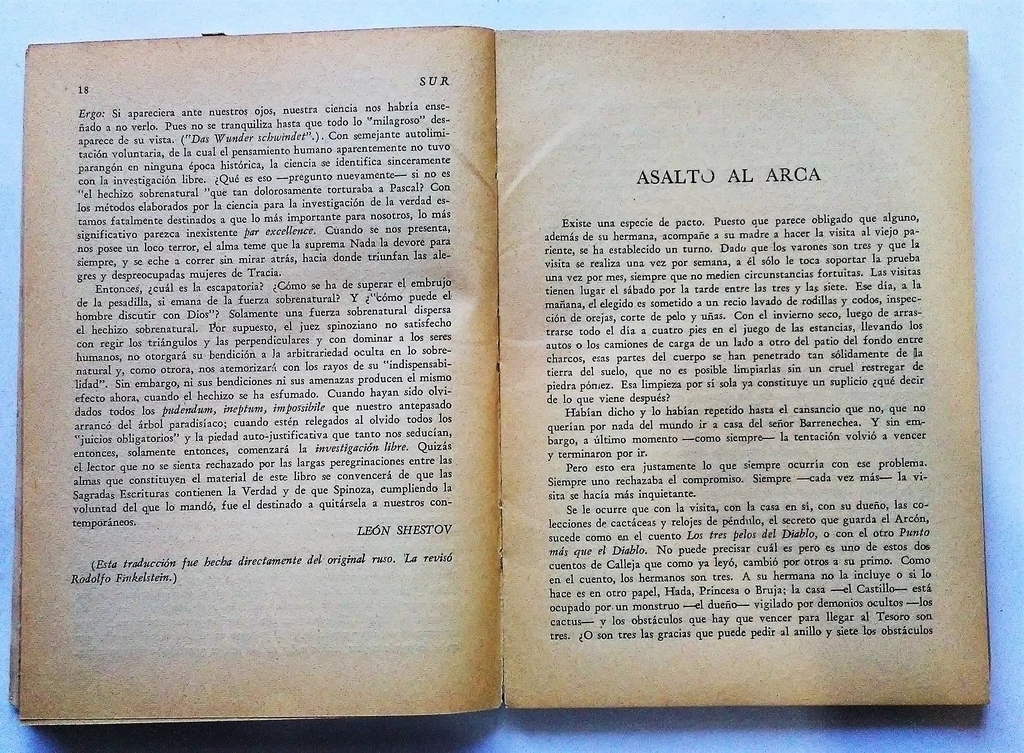 18
SUR
Ergo: Si apareciera ante nuestros ojos, nuestra ciencia nos habría ense-
ñado a no verlo. Pues no se tranquiliza hasta que todo lo "milagroso" des-
aparece de su vista. ("Das Wunder schwindet".). Con semejante autolimi-
tación voluntaria, de la cual el pensamiento humano aparentemente no tuvo
parangón en ninguna época histórica, la ciencia se identifica sinceramente
con la investigación libre. ¿Qué es eso —pregunto nuevamente— si no es
"el hechizo sobrenatural "que tan dolorosamente torturaba a Pascal? Con
los métodos elaborados por la ciencia para la investigación de la verdad es-
tamos fatalmente destinados a que lo más importante para nosotros, lo más
significativo parezca inexistente par excellence. Cuando se nos presenta,
nos posee un loco terror, el alma teme que la suprema Nada la devore para
siempre, y se eche a correr sin mirar atrás, hacia donde triunfan las ale-
gres y despreocupadas mujeres de Tracia.
Entonces, ¿cuál es la escapatoria? ¿Cómo se ha de superar el embrujo
de la pesadilla, si emana de la fuerza sobrenatural? Y ¿"cómo puede el
hombre discutir con Dios"? Solamente una fuerza sobrenatural dispersa
el hechizo sobrenatural. Por supuesto, el juez spinoziano no satisfecho
con regir los triángulos y las perpendiculares y con dominar a los seres
humanos, no otorgará su bendición a la arbitrariedad oculta en lo sobre-
natural y, como otrora, nos atemorizará con los rayos de su "indispensabi-
lidad". Sin embargo, ni sus bendiciones ni sus amenazas producen el mismo
efecto ahora, cuando el hechizo se ha esfumado. Cuando hayan sido olvi-
dados todos los pudendum, ineptum, impossibile que nuestro antepasado
arrancó del árbol paradisíaco; cuando estén relegados al olvido todos los
"juicios obligatorios" y la piedad auto-justificativa que tanto nos seducían,
entonces, solamente entonces, comenzará la investigación libre. Quizás
el lector que no se sienta rechazado por las largas peregrinaciones entre las
almas que constituyen el material de este libro se convencerá de que las
Sagradas Escrituras contienen la Verdad y de que Spinoza, cumpliendo la
voluntad del que lo mandó, fue el destinado a quitársela a nuestros con-
temporáneos.
LEÓN SHESTOV
(Esta traducción fue hecha directamente del original ruso. La revisó
Rodolfo Finkelstein.)
ASALTO AL ARCA
Existe una especie de pacto. Puesto que parece obligado que alguno,
además de su hermana, acompañe a su madre a hacer la visita al viejo pa-
riente, se ha establecido un turno. Dado que los varones son tres y que la
visita se realiza una vez por semana, a él sólo le toca soportar la prueba
una vez por mes, siempre que no medien circunstancias fortuitas. Las visitas
tienen lugar el sábado por la tarde entre las tres y las siete. Ese día, a la
mañana, el elegido es sometido a un recio lavado de rodillas y codos, inspec-
ción de orejas, corte de pelo y uñas. Con el invierno seco, luego de arras-
trarse todo el día a cuatro pies en el juego de las estancias, llevando los
autos o los camiones de carga de un lado a otro del patio del fondo entre
charcos, esas partes del cuerpo se han penetrado tan sólidamente de la
tierra del suelo, que no es posible limpiarlas sin un cruel restregar de
piedra pómez. Esa limpieza por sí sola ya constituye un suplicio ¿qué decir
de lo que viene después?
Habían dicho y lo habían repetido hasta el cansancio que no, que no
querían por nada del mundo ir a casa del señor Barrenechea. Y sin em-
bargo, a último momento —como siempre— la tentación volvió a vencer
y terminaron por ir.
Pero esto era justamente lo que siempre ocurría con ese problema.
Siempre uno rechazaba el compromiso. Siempre —cada vez más— la vi-
sita se hacía más inquietante.
Se le ocurre que con la visita, con la casa en sí, con su dueño, las co-
lecciones de cactáceas y relojes de péndulo, el secreto que guarda el Arcón,
sucede como en el cuento Los tres pelos del Diablo, o con el otro Punto
más que el Diablo. No puede precisar cuál es pero es uno de estos dos
cuentos de Calleja que como ya leyó, cambió por otros a su primo. Como
en el cuento, los hermanos son tres. A su hermana no la incluye o si lo
hace es en otro papel, Hada, Princesa o Bruja; la casa —el Castillo— está
ocupado por un monstruo —el dueño— vigilado por demonios ocultos —los
cactus— y los obstáculos que hay que vencer para llegar al Tesoro son
tres. ¿O son tres las gracias que puede pedir al anillo y siete los obstáculos